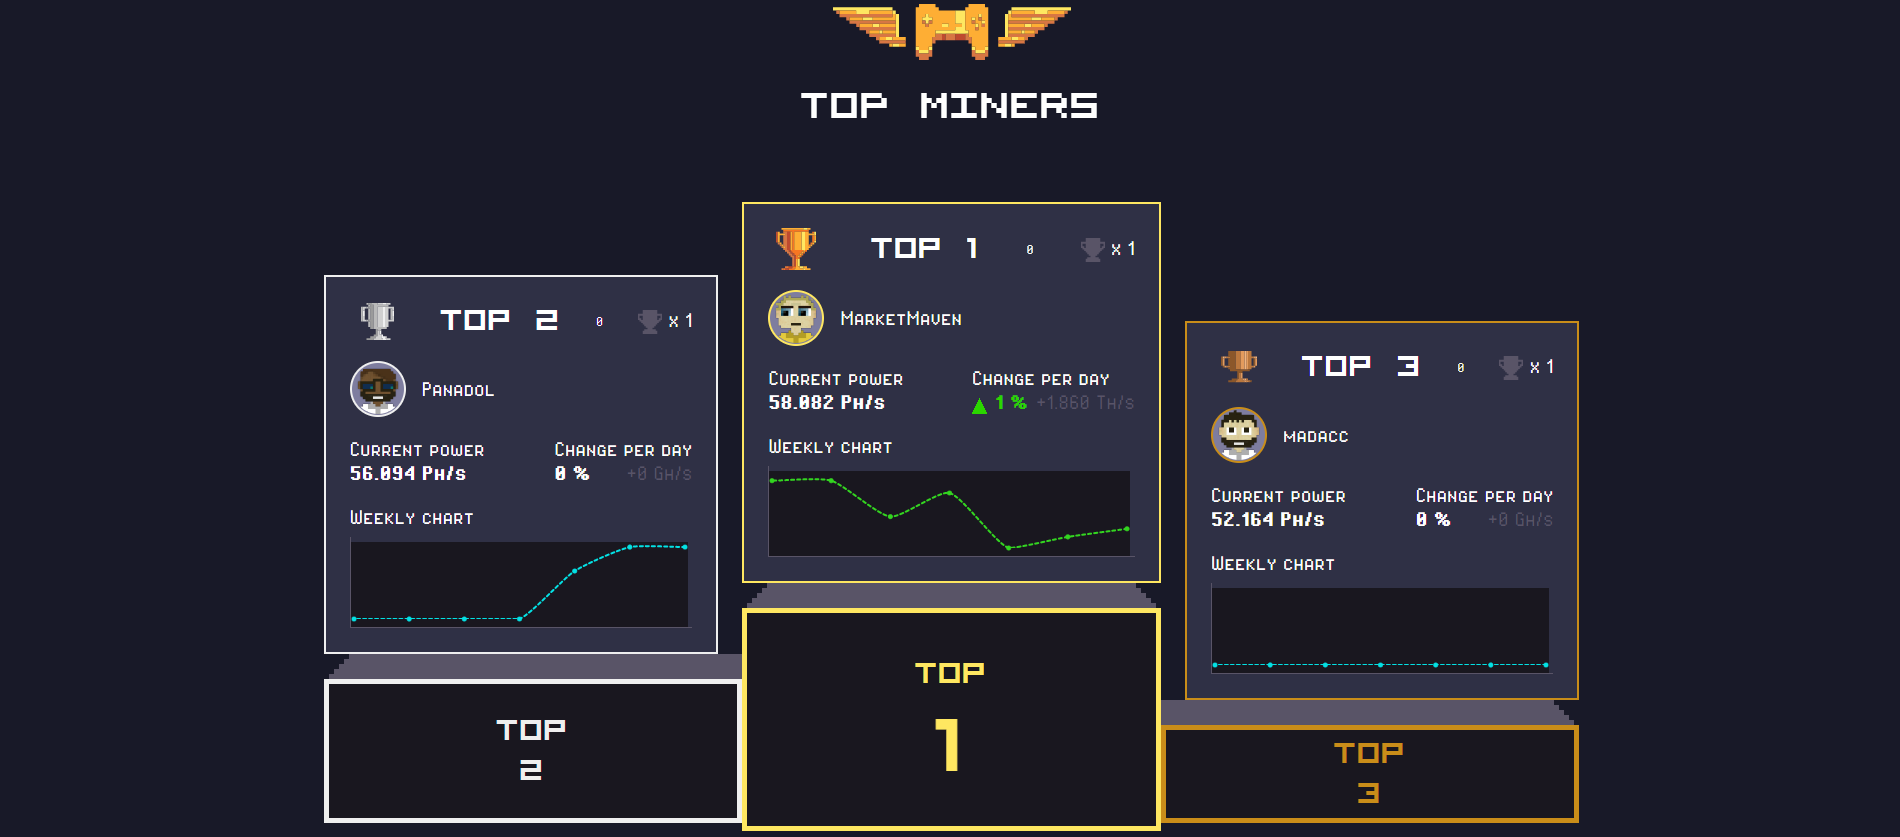 TOP MINERS
TOP 2
0
x 1
Panadol
Current power
56.094 Ph/s
Change per day
0 %
+0 Gh/s
Weekly chart
TOP
2
TOP 1
0
x 1
MarketMaven
Current power
58.082 Ph/s
Change per day
1 %
+1.860 Th/s
Weekly chart
TOP
1
TOP 3
0
x 1
madacc
Current power
52.164 Ph/s
Change per day
0 %
+0 Gh/s
Weekly chart
TOP
3